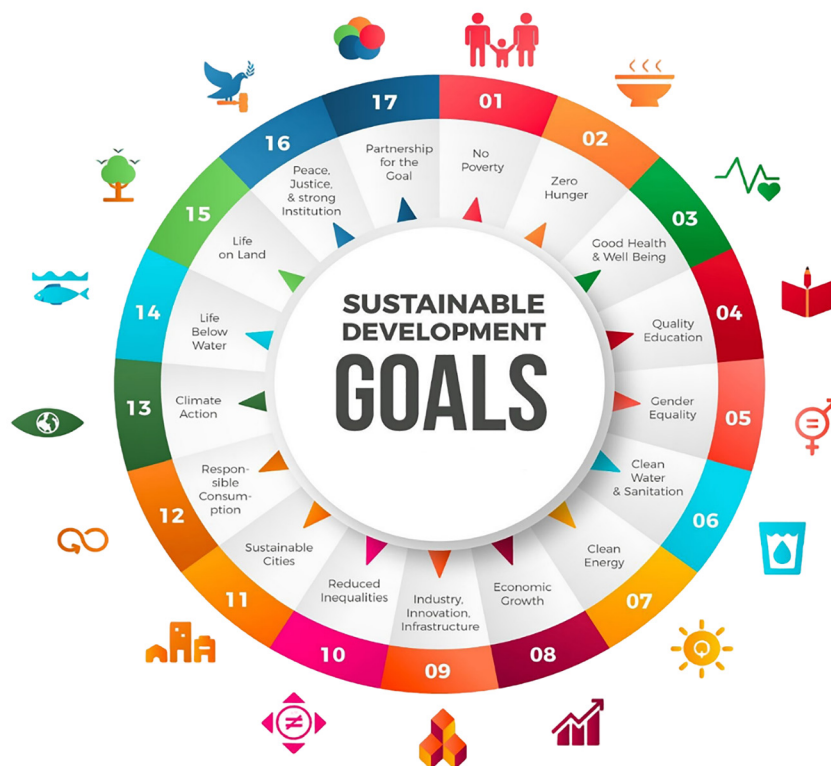 SUSTAINABLE
DEVELOPMENT
GOALS
01
No
Poverty
02
Zero
Hunger
03
Good Health
& Well Being
04
Quality
Education
05
Gender
Equality
06
Clean
Water
& Sanitation
07
Clean
Energy
08
Economic
Growth
09
Industry,
Innovation,
Infrastructure
10
Reduced
Inequalities
11
Sustainable
Cities
12
Respon-
sible
Consum-
ption
13
Climate
Action
14
Life
Below
Water
15
Life
on Land
16
Peace,
Justice,
& strong
Institution
17
Partnership
for the
Goal